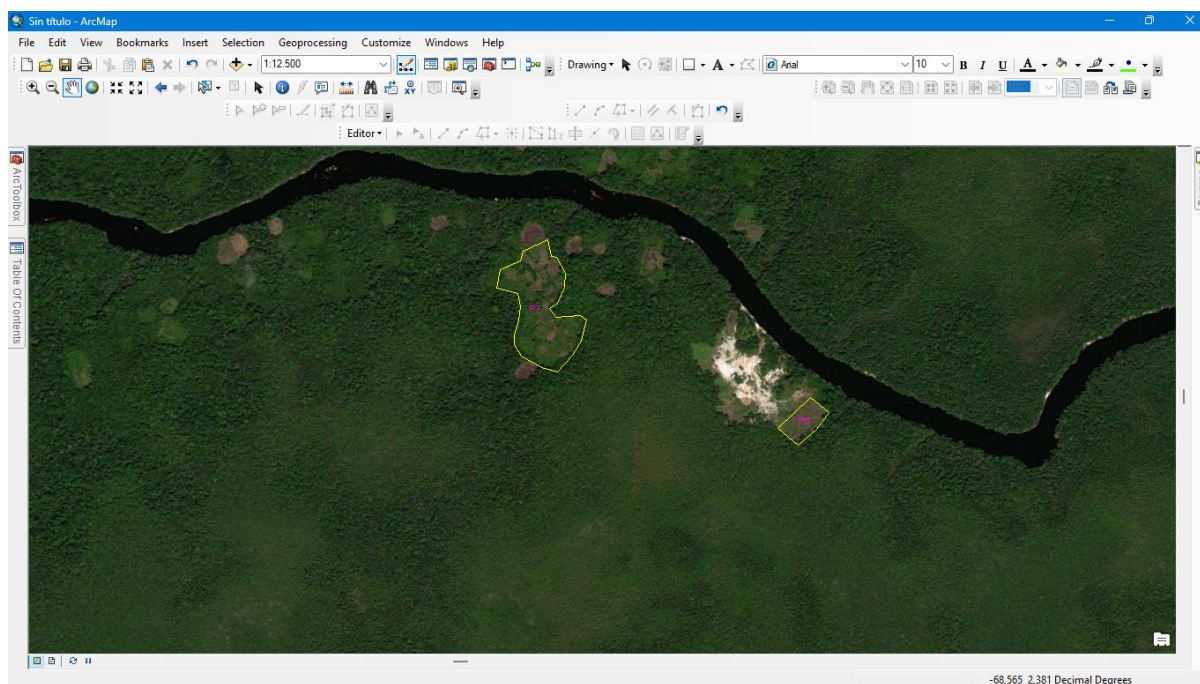 Sin título - ArcMap
File Edit View Bookmarks Insert Selection Geoprocessing Customize Windows Help
1:12.500 Drawing A Arial 10 B I U A
Editor
ArcToolbox
Table Of Contents
-68.565 2.381 Decimal Degrees